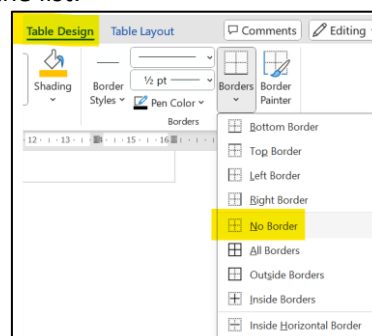 Table Design Table Layout Comments Editing
Shading Border Styles ½ pt Pen Color Borders Border Painter
Borders
12 13 15 16
Bottom Border
Top Border
Left Border
Right Border
No Border
All Borders
Outside Borders
Inside Borders
Inside Horizontal Border